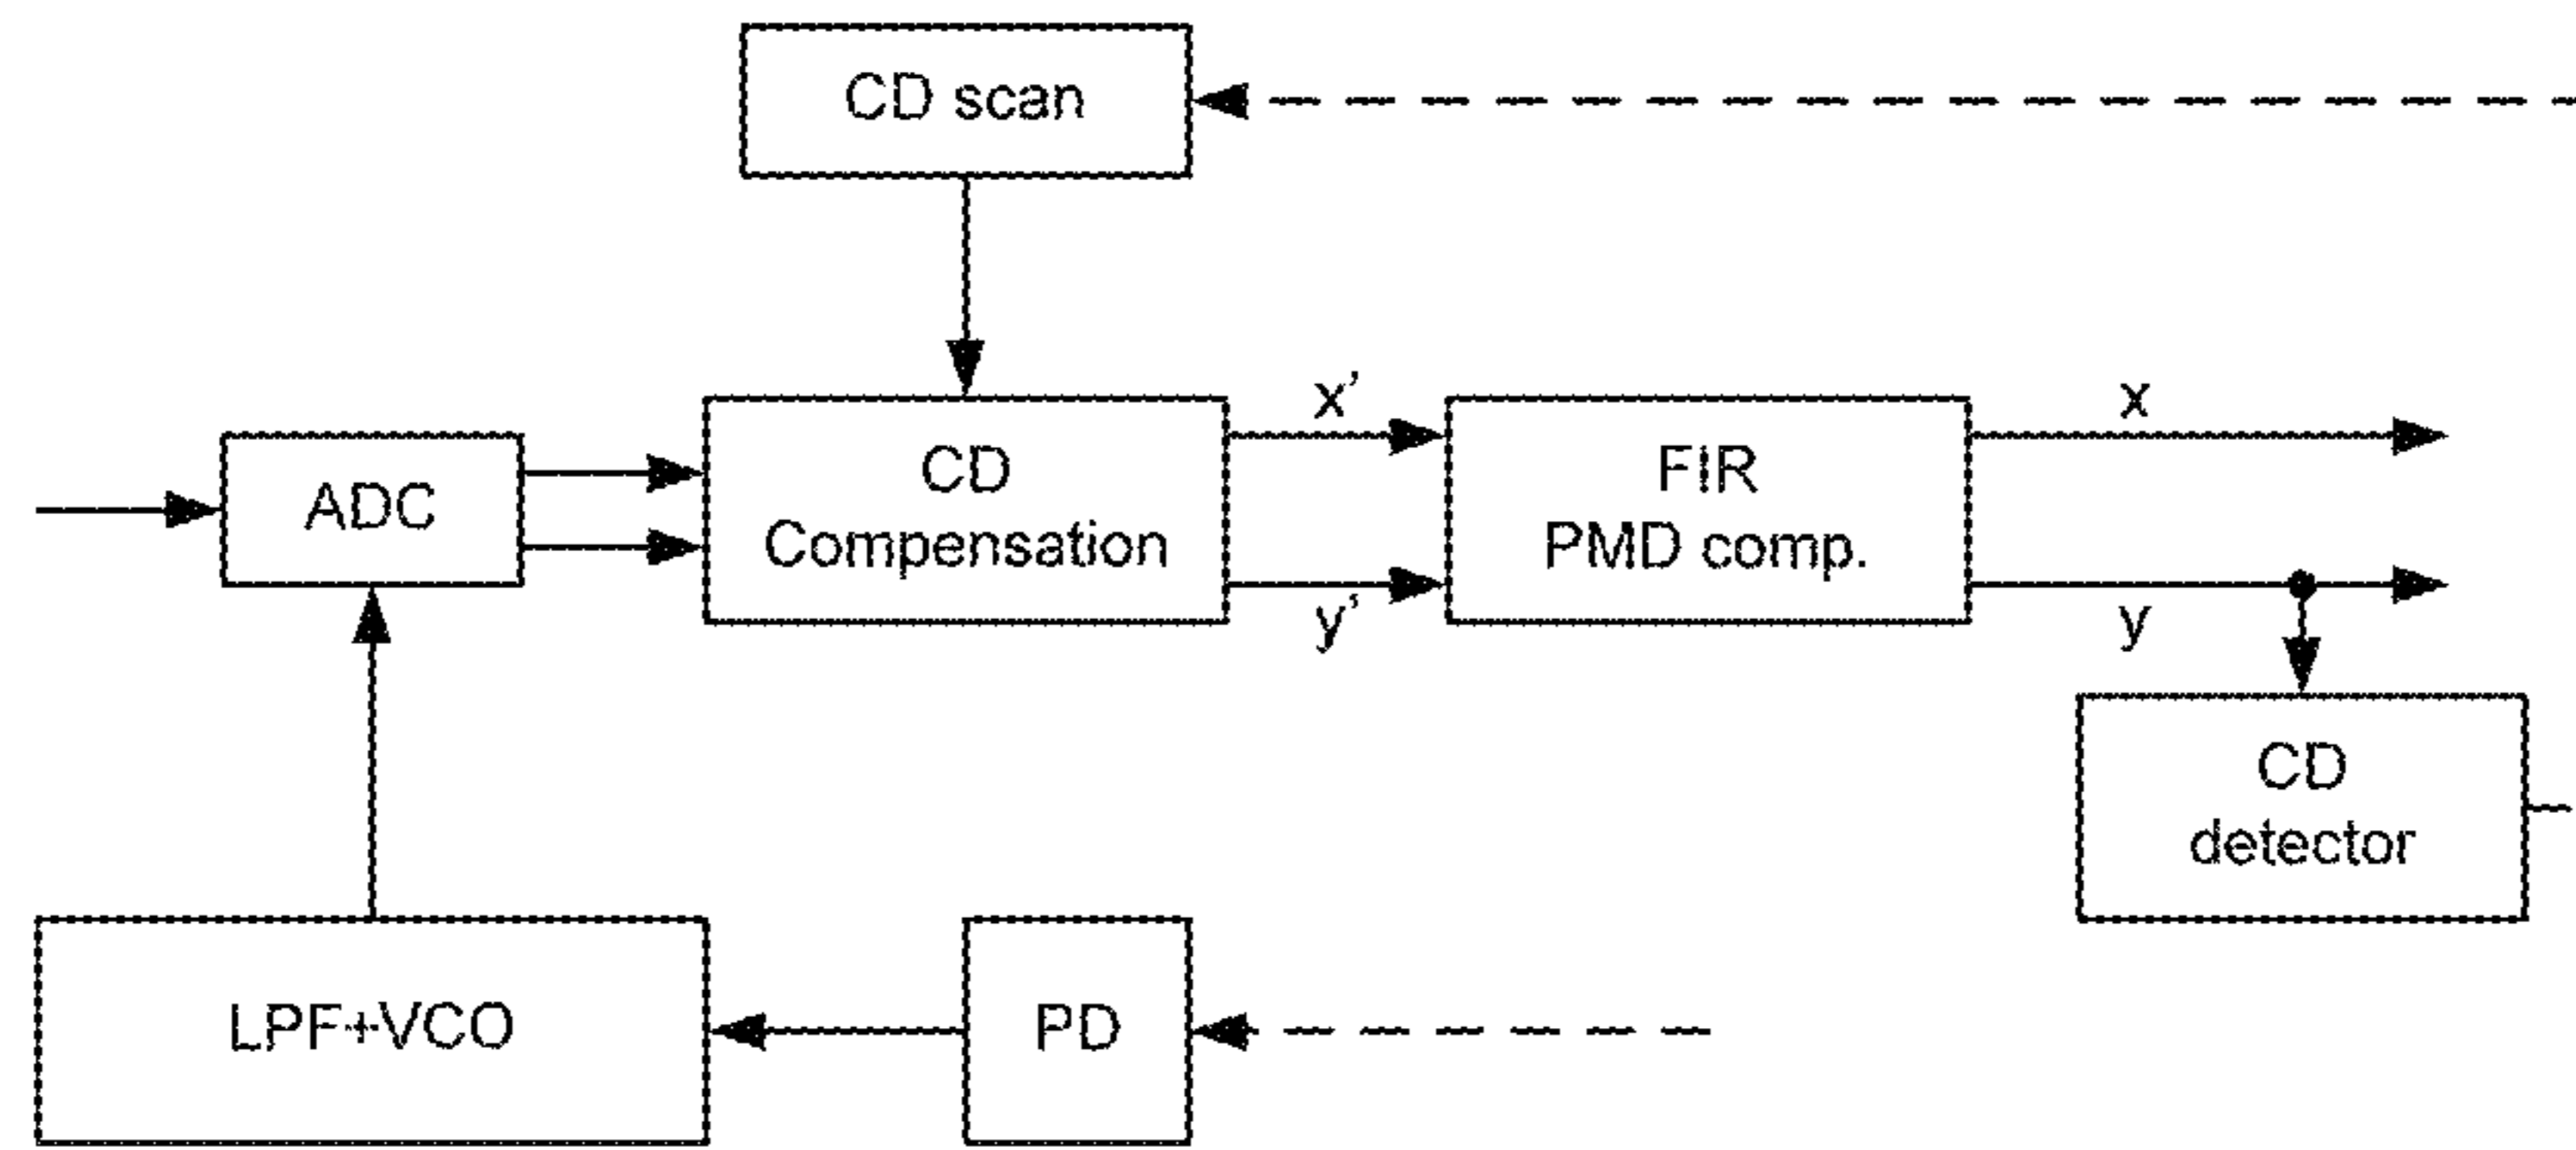 CD scan
x'
x
ADC
CD
Compensation
FIR
PMD comp.
y'
y
CD
detector
LPF+VCO
PD